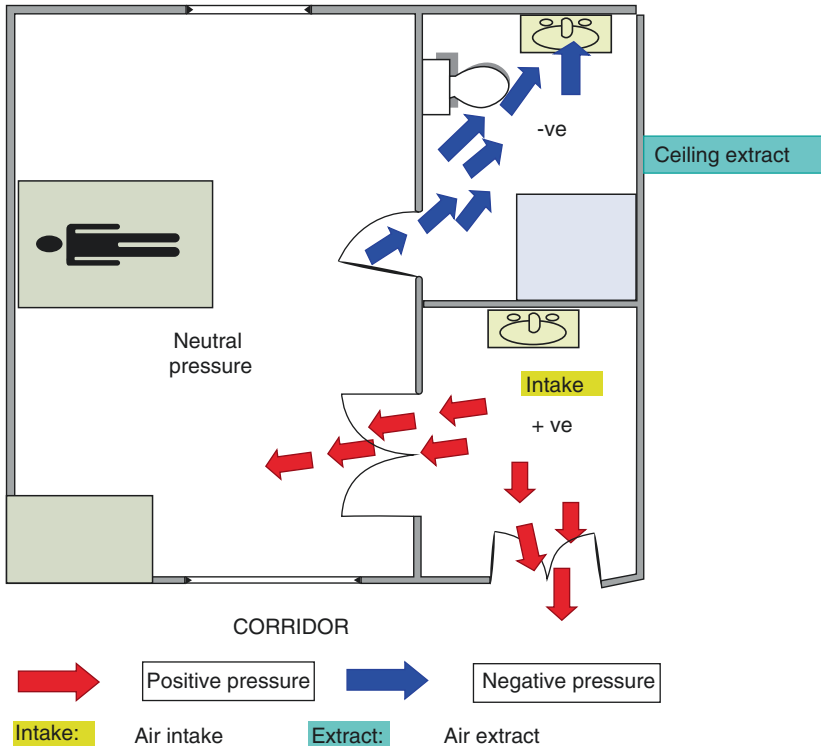 -ve
Ceiling extract
Neutral
pressure
Intake
+ ve
CORRIDOR
Positive pressure
Negative pressure
Intake:
Air intake
Extract:
Air extract